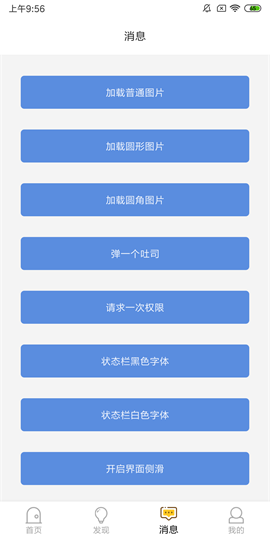 上午9:56
65
消息
加载普通图片
加载圆形图片
加载圆角图片
弹一个吐司
请求一次权限
状态栏黑色字体
状态栏白色字体
开启界面侧滑
首页
发现
消息
我的